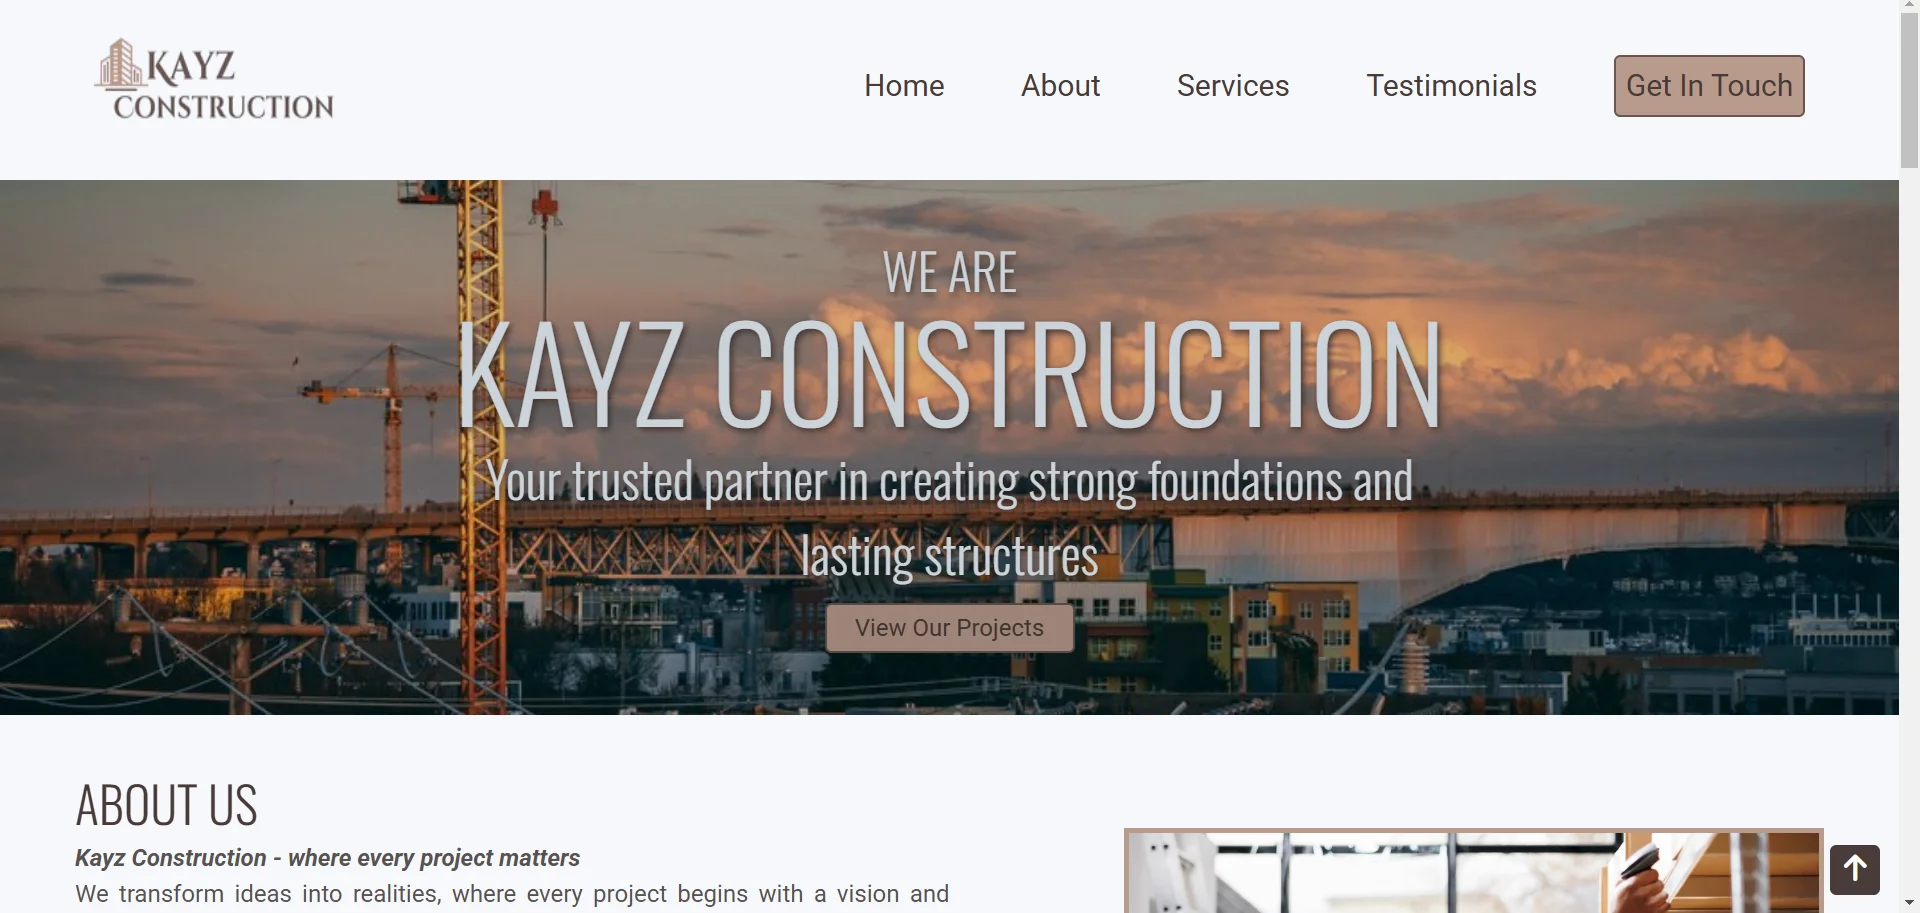 KAYZ
CONSTRUCTION
Home
About
Services
Testimonials
Get In Touch
WE ARE
KAYZ CONSTRUCTION
Your trusted partner in creating strong foundations and
lasting structures
View Our Projects
ABOUT US
Kayz Construction - where every project matters
We transform ideas into realities, where every project begins with a vision and